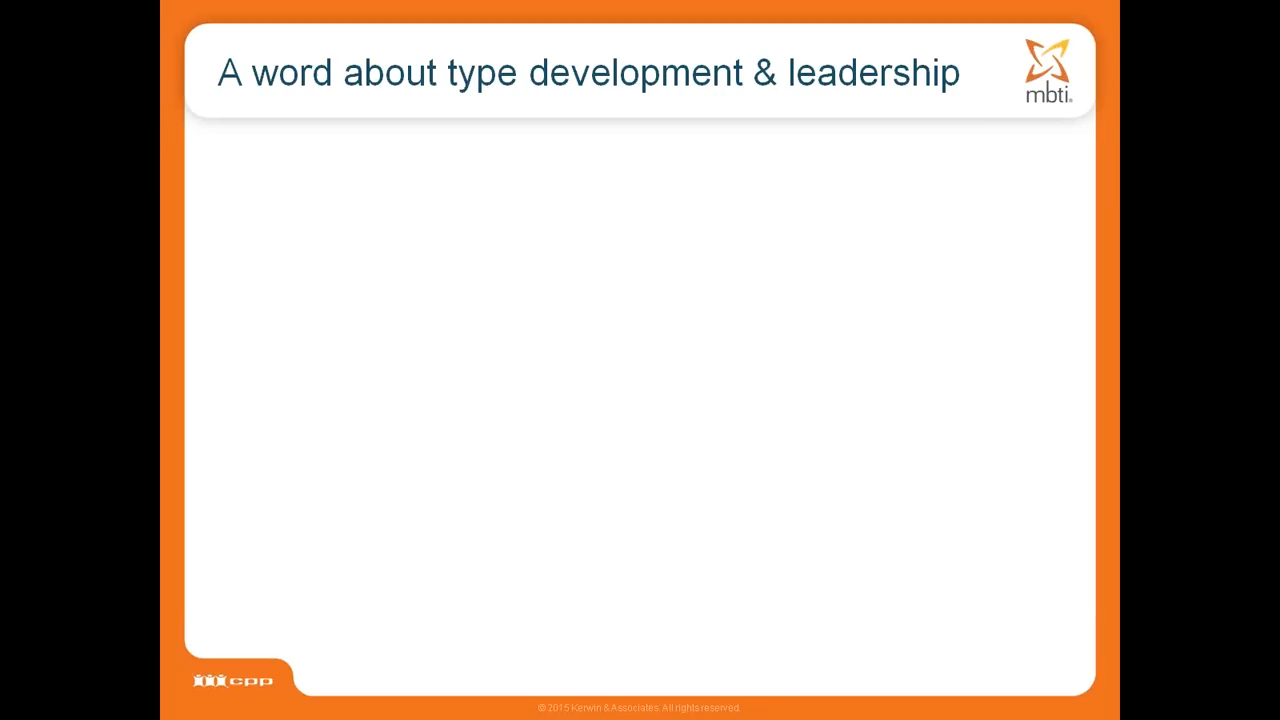 A word about type development & leadership
mbti®
cpp
© 2015 Kerwin & Associates. All rights reserved.